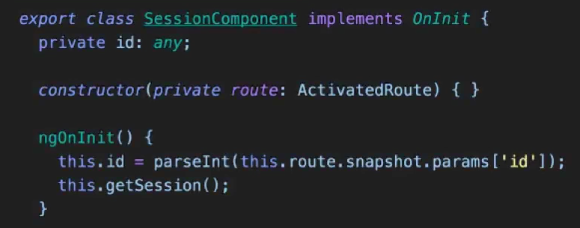 export class SessionComponent implements OnInit {
private id: any;
constructor(private route: ActivatedRoute) { }
ngOnInit() {
this.id = parseInt(this.route.snapshot.params['id']);
this.getSession();
}